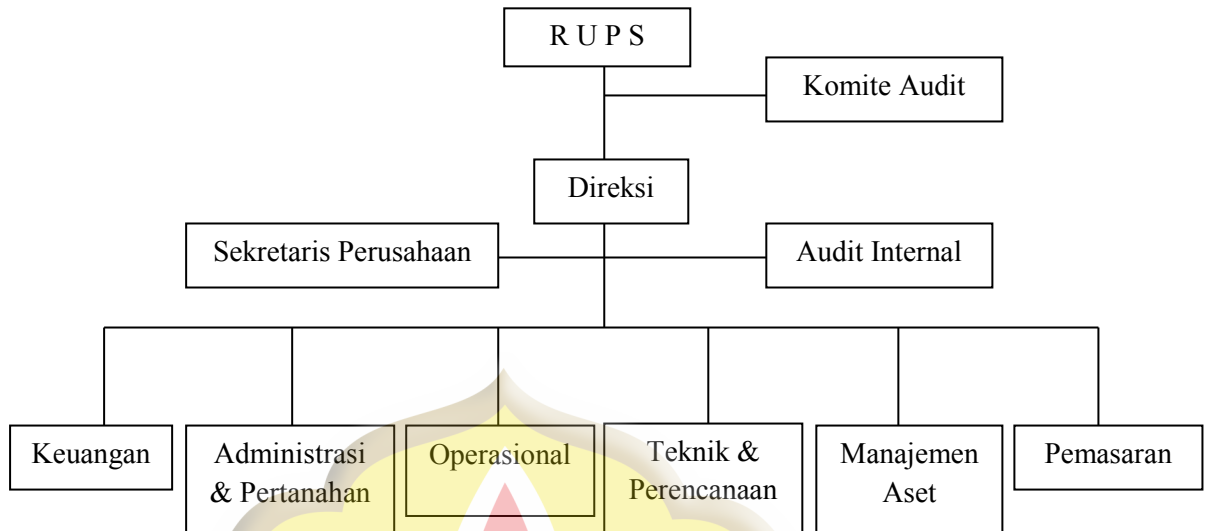 R U P S
Komite Audit
Direksi
Sekretaris Perusahaan
Audit Internal
Keuangan
Administrasi
& Pertanahan
Operasional
Teknik &
Perencanaan
Manajemen
Aset
Pemasaran